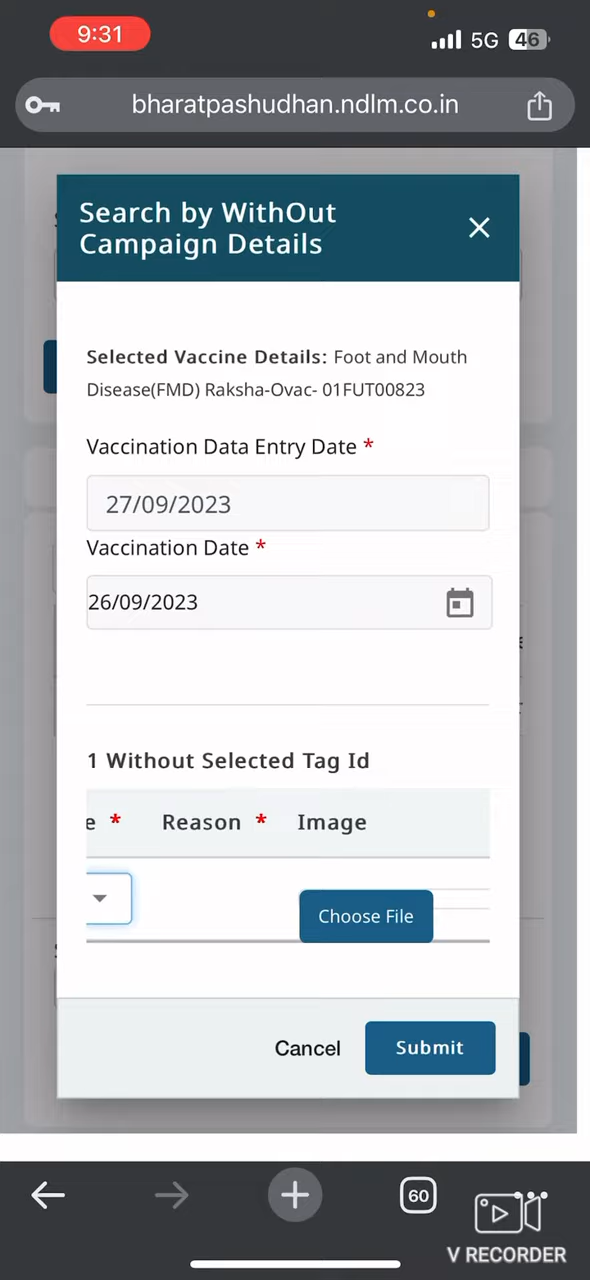 9:31
5G 46
bharatpashudhan.ndlm.co.in
Search by WithOut
Campaign Details
Selected Vaccine Details: Foot and Mouth
Disease(FMD) Raksha-Ovac- 01FUT00823
Vaccination Data Entry Date *
27/09/2023
Vaccination Date *
26/09/2023
1 Without Selected Tag Id
e * Reason * Image
Choose File
Cancel Submit
60
V RECORDER